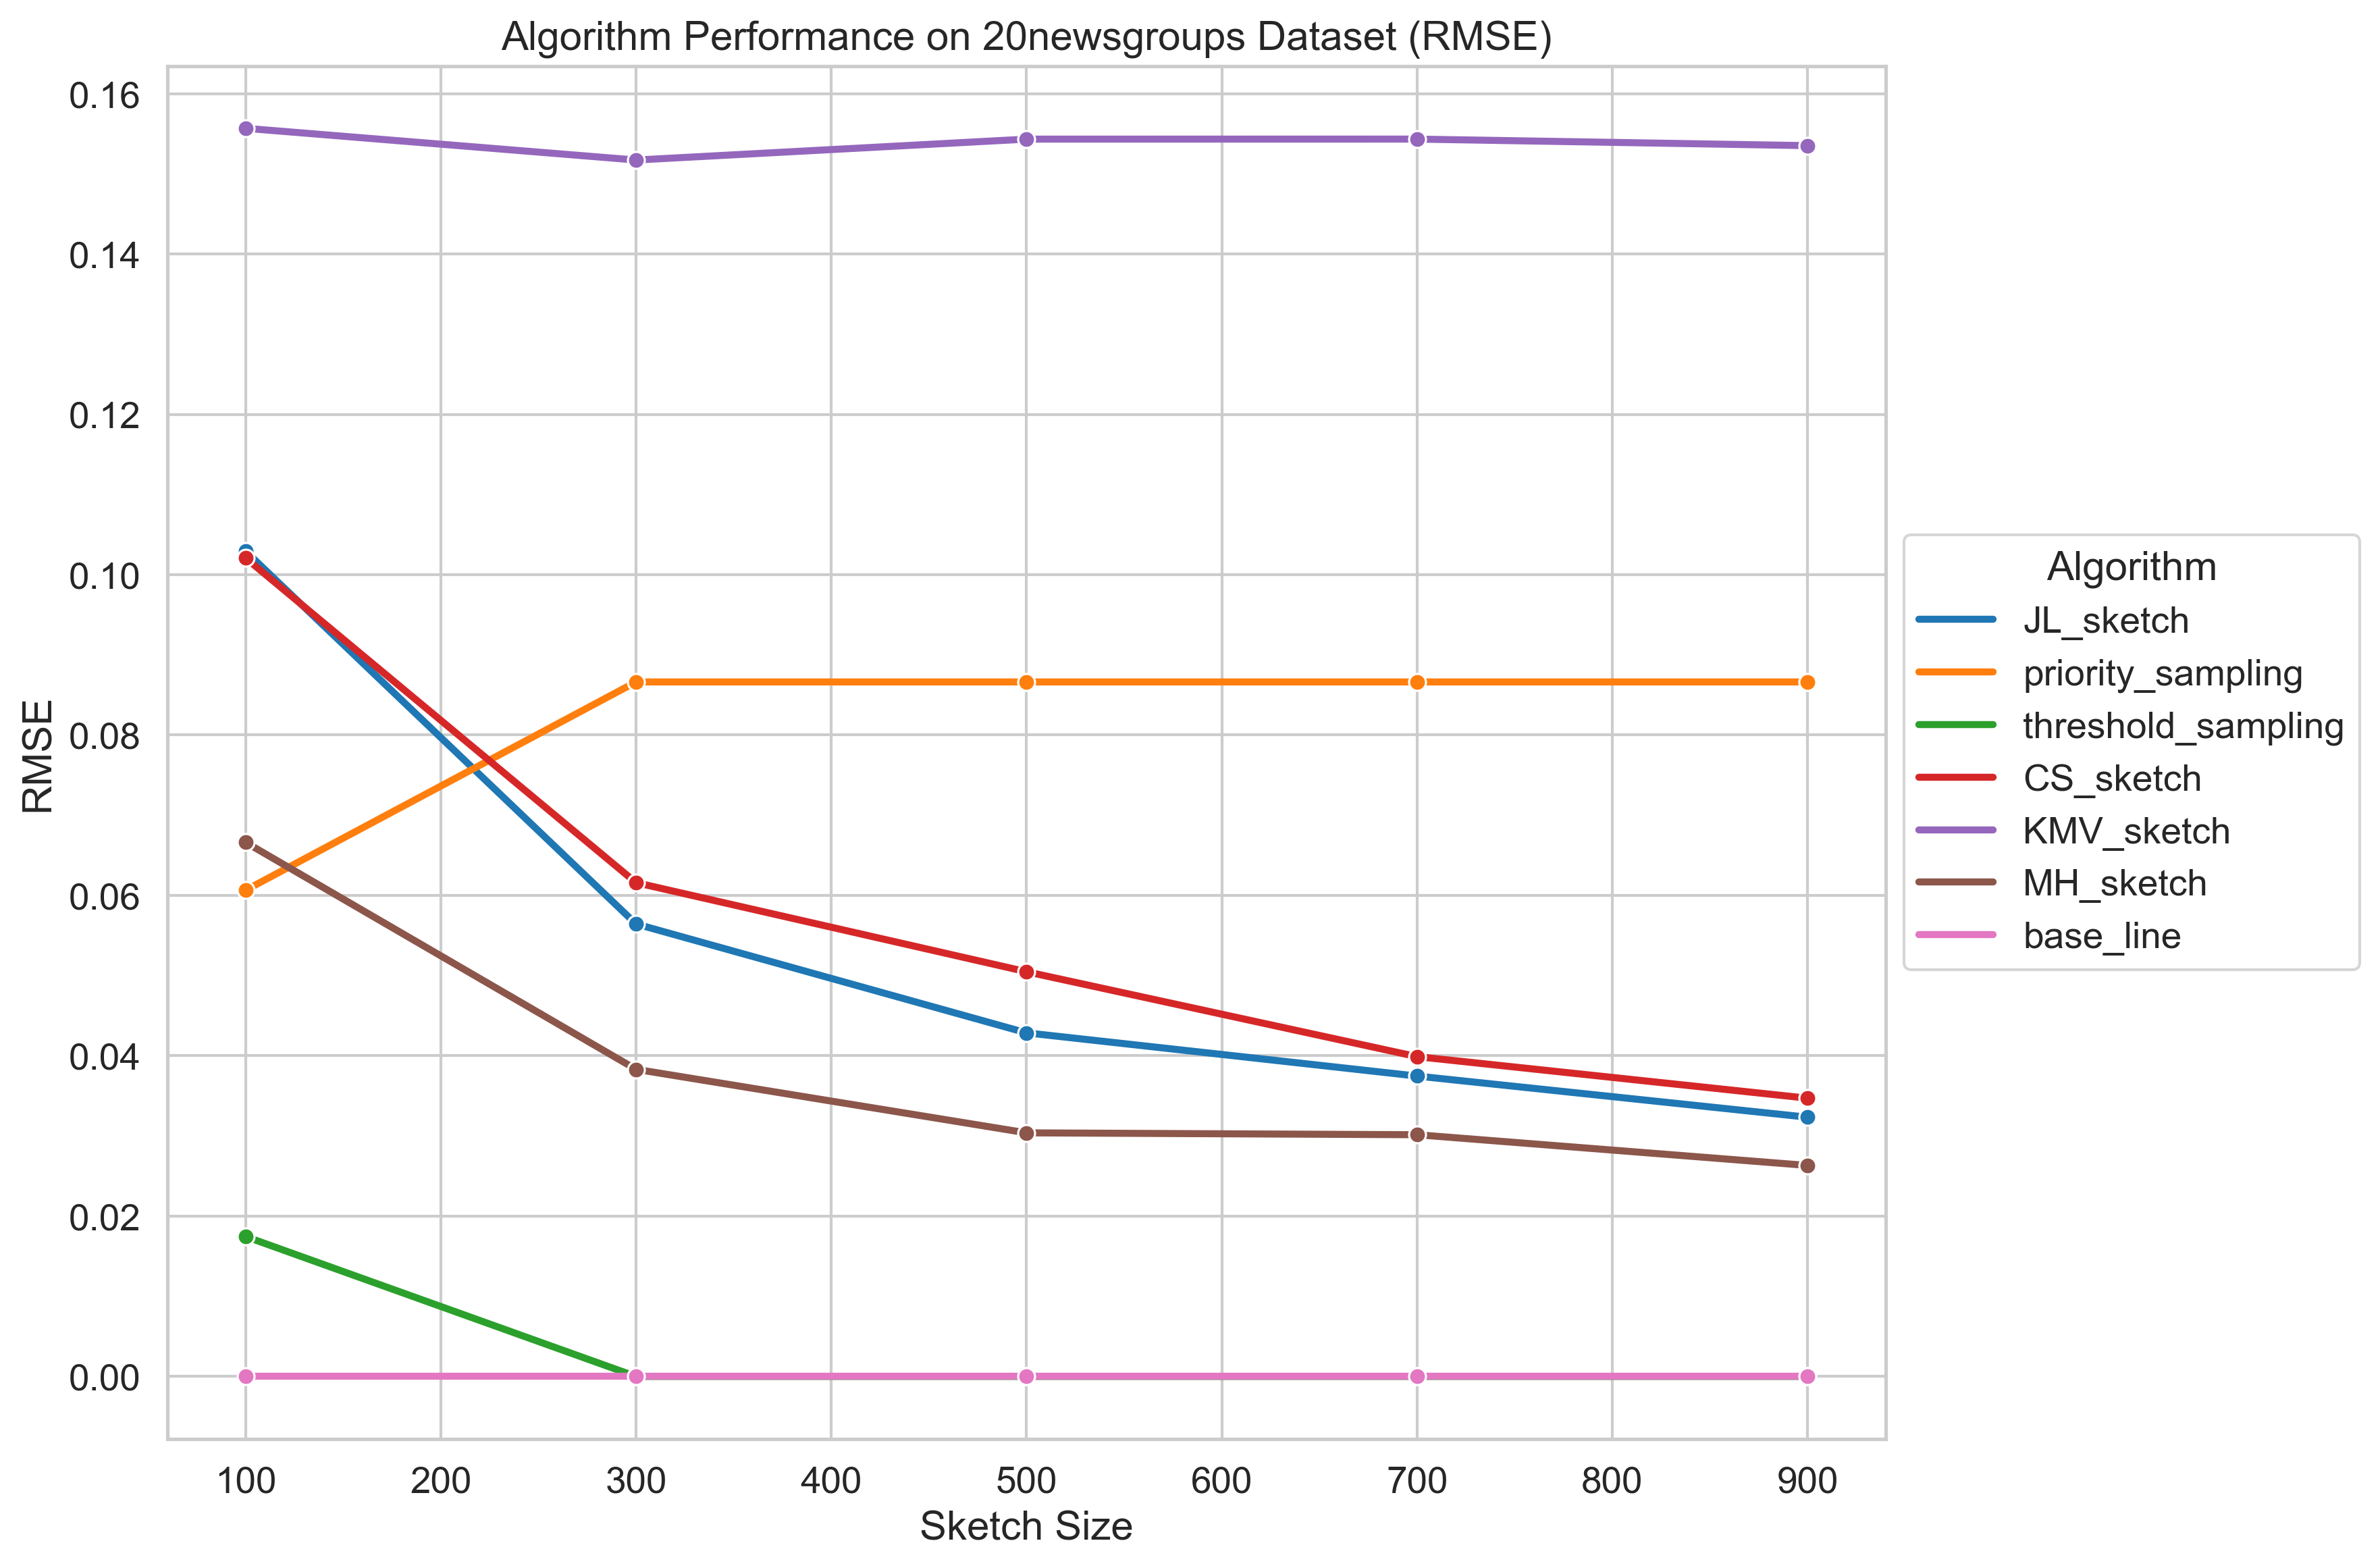 Algorithm Performance on 20newsgroups Dataset (RMSE)
0.16
0.14
0.12
0.10
0.08
0.06
0.04
0.02
0.00
RMSE
100 200 300 400 500 600 700 800 900
Sketch Size
Algorithm
JL_sketch
priority_sampling
threshold_sampling
CS_sketch
KMV_sketch
MH_sketch
base_line